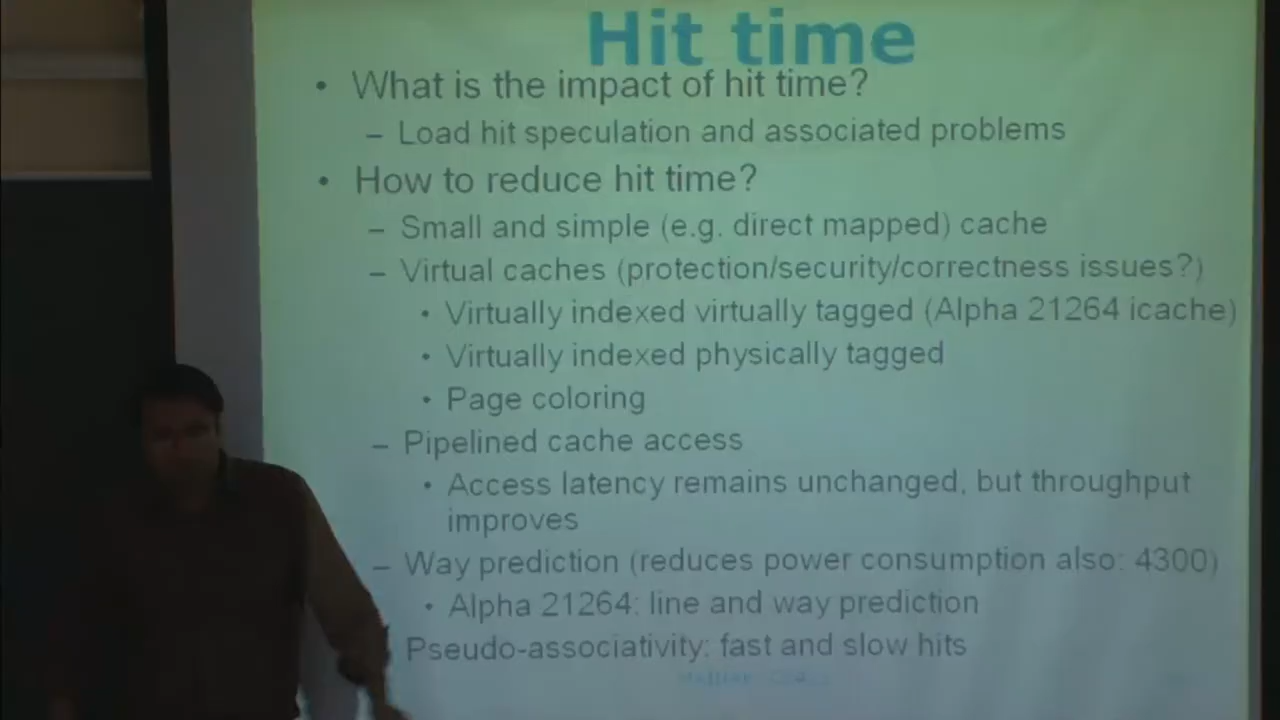 Hit time
• What is the impact of hit time?
– Load hit speculation and associated problems
• How to reduce hit time?
– Small and simple (e.g. direct mapped) cache
– Virtual caches (protection/security/correctness issues?)
• Virtually indexed virtually tagged (Alpha 21264 icache)
• Virtually indexed physically tagged
• Page coloring
– Pipelined cache access
• Access latency remains unchanged, but throughput
improves
– Way prediction (reduces power consumption also: 4300)
• Alpha 21264: line and way prediction
Pseudo-associativity: fast and slow hits